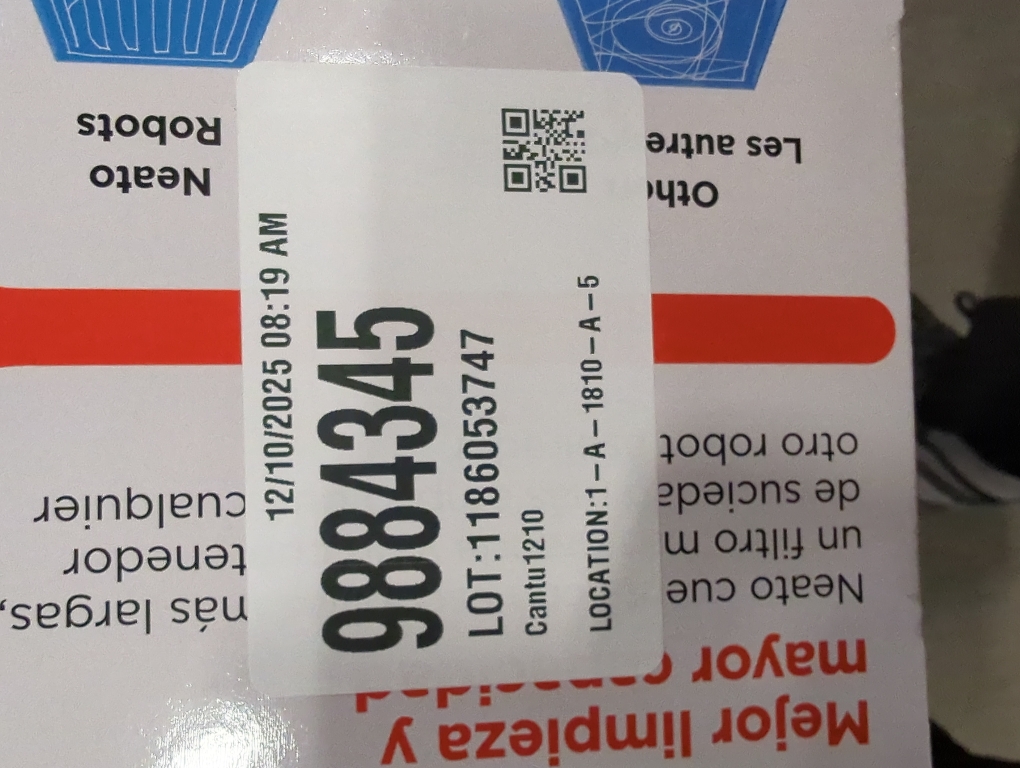 12/10/2025 08:19 AM
9884345
LOT:1186053747
Cantu1210
LOCATION:1-A-1810-A-5
Mejor limpieza y
mayor capacidad
Neato cue
un filtro m
de sucieda
otro robot
más largas,
tenedor
cualquier
Neato
Robots
Othe
Les autre